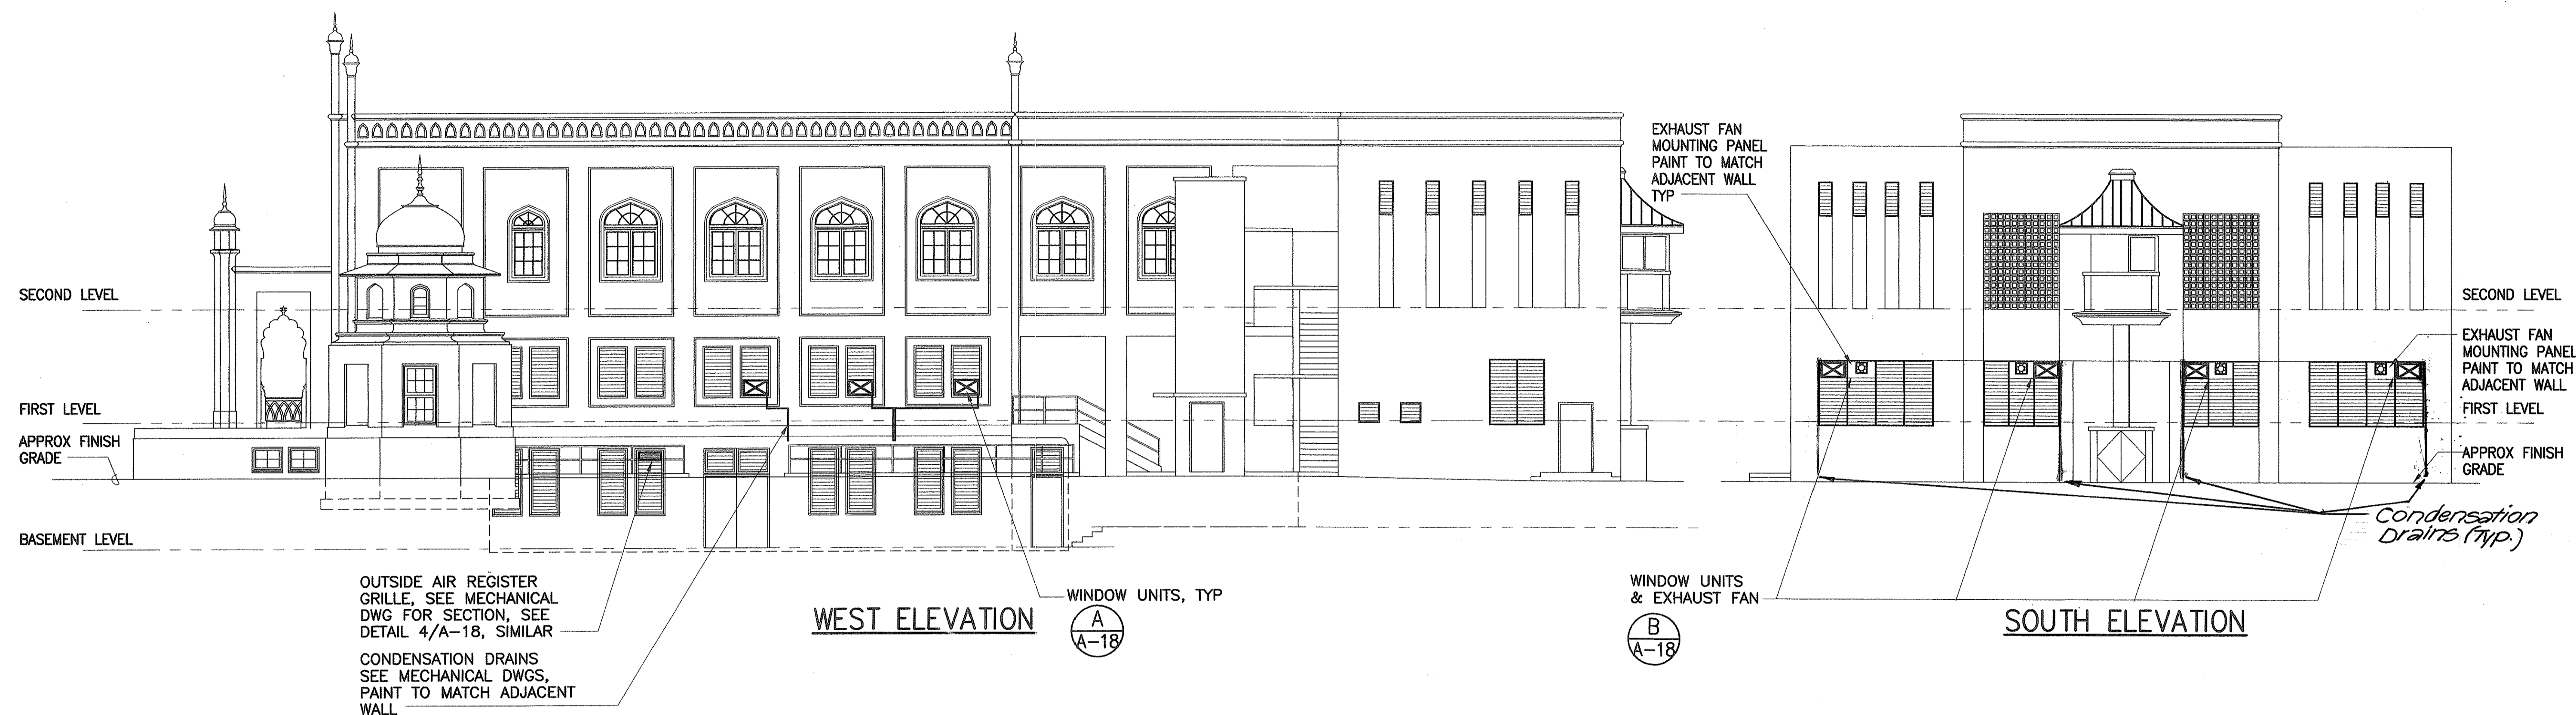 SECOND LEVEL
FIRST LEVEL
APPROX FINISH
GRADE
BASEMENT LEVEL
OUTSIDE AIR REGISTER
GRILLE, SEE MECHANICAL
DWG FOR SECTION, SEE
DETAIL 4/A-18, SIMILAR
CONDENSATION DRAINS
SEE MECHANICAL DWGS,
PAINT TO MATCH ADJACENT
WALL
WEST ELEVATION
WINDOW UNITS, TYP
A
A-18
EXHAUST FAN
MOUNTING PANEL
PAINT TO MATCH
ADJACENT WALL
TYP
WINDOW UNITS
& EXHAUST FAN
B
A-18
SOUTH ELEVATION
SECOND LEVEL
EXHAUST FAN
MOUNTING PANEL
PAINT TO MATCH
ADJACENT WALL
FIRST LEVEL
APPROX FINISH
GRADE
Condensation
Drains (Typ.)